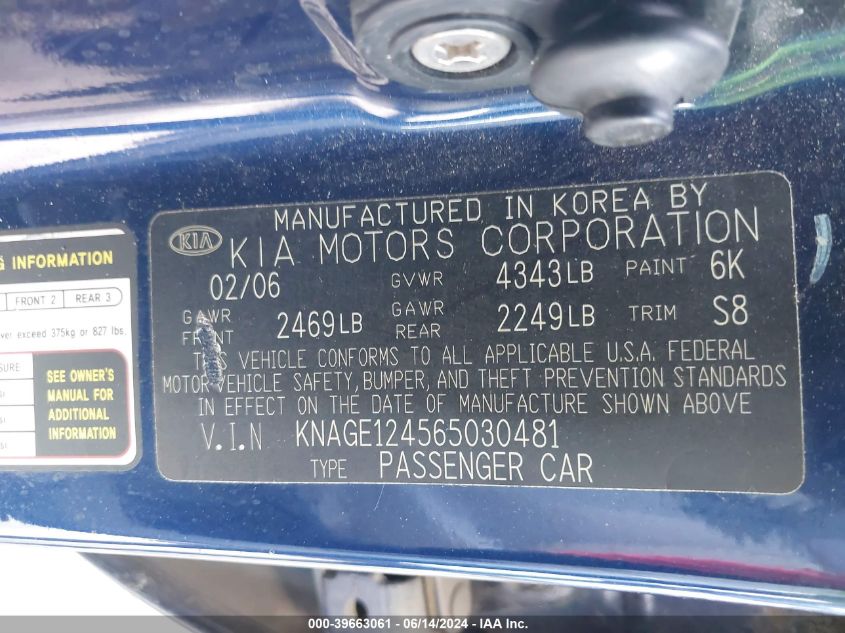 MANUFACTURED IN KOREA BY
KIA KIA MOTORS CORPORATION
02/06 GVWR 4343LB PAINT 6K
GAWR FRONT 2469LB GAWR REAR 2249LB TRIM S8
THIS VEHICLE CONFORMS TO ALL APPLICABLE U.S.A. FEDERAL
MOTOR VEHICLE SAFETY, BUMPER, AND THEFT PREVENTION STANDARDS
IN EFFECT ON THE DATE OF MANUFACTURE SHOWN ABOVE
V.I.N KNAGE124565030481
TYPE PASSENGER CAR
G INFORMATION
FRONT 2 REAR 3
ver exceed 375kg or 827 lbs.
SURE
SEE OWNER'S
MANUAL FOR
ADDITIONAL
INFORMATION
000-39663061 - 06/14/2024 - IAA Inc.